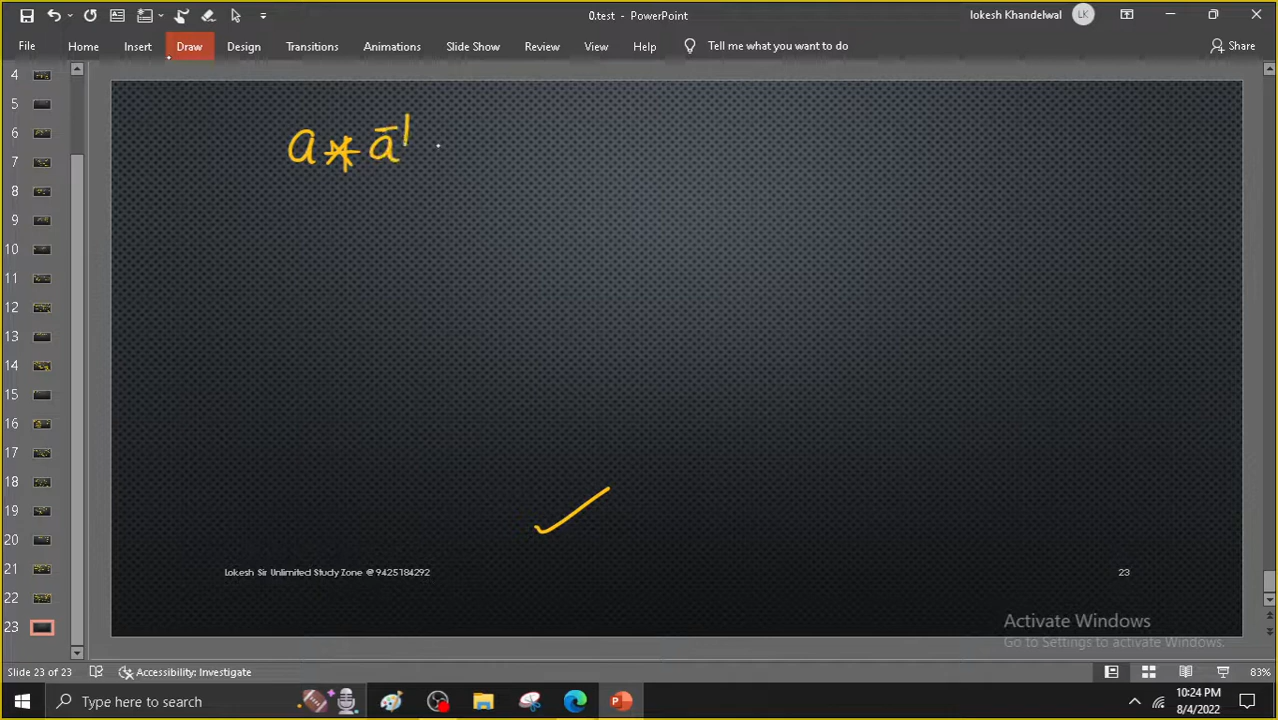 0.test - PowerPoint
lokesh Khandelwal
LK
File Home Insert Draw Design Transitions Animations Slide Show Review View Help Tell me what you want to do Share
4
5
6
7
8
9
10
11
12
13
14
15
16
17
18
19
20
21
22
23
a * a⁻¹
Lokesh Sir Unlimited Study Zone @ 9425184292
23
Activate Windows
Go to Settings to activate Windows.
Slide 23 of 23 Accessibility: Investigate 83%
Type here to search
10:24 PM
8/4/2022